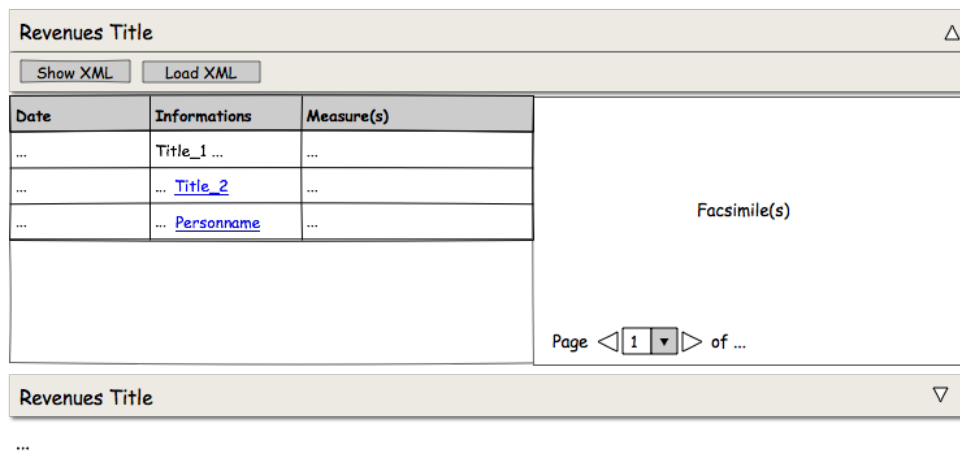 Revenues Title
Show XML Load XML
Date Informations Measure(s)
... Title_1 ... ...
... ... Title_2 ...
... ... Personname ...
Facsimile(s)
Page 1 of ...
Revenues Title
...